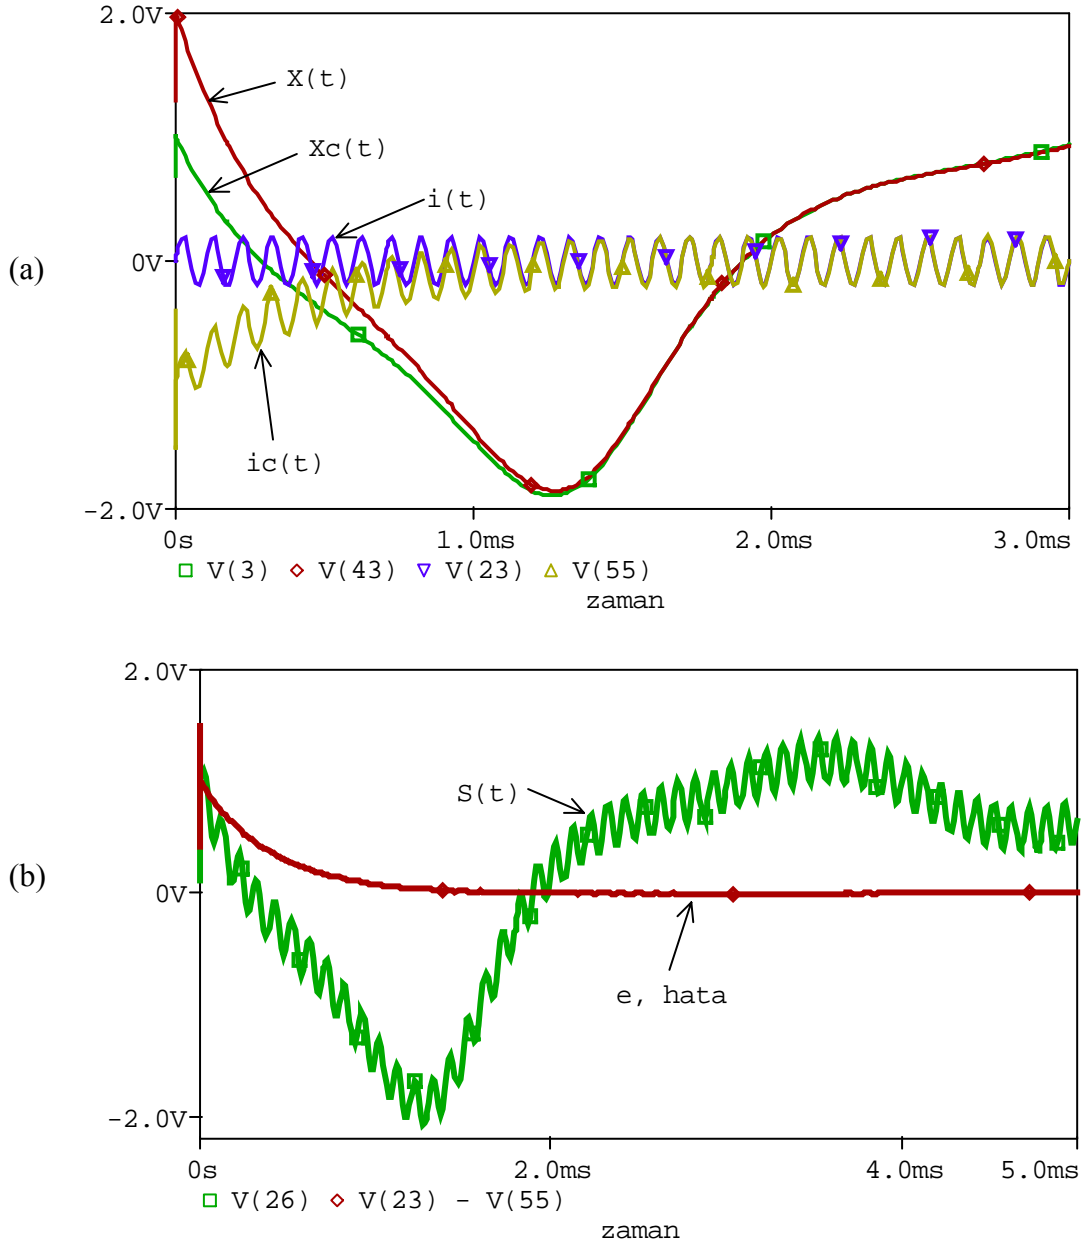 2.0V
X(t)
Xc(t)
i(t)
(a)
0V
ic(t)
-2.0V
0s 1.0ms 2.0ms 3.0ms
V(3) V(43) V(23) V(55)
zaman
2.0V
S(t)
(b)
0V
e, hata
-2.0V
0s 2.0ms 4.0ms 5.0ms
V(26) V(23) - V(55)
zaman